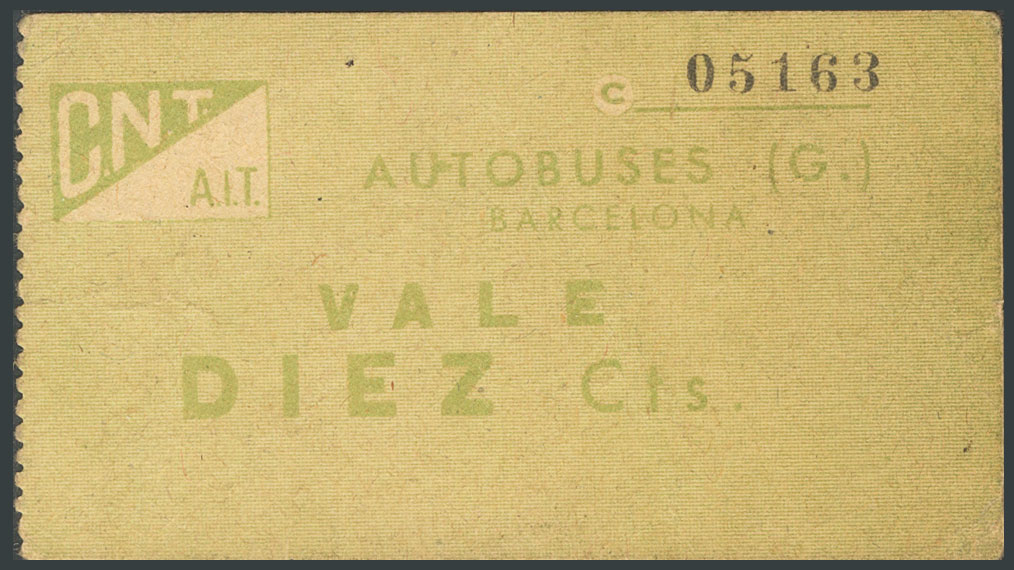 C.N.T.
A.I.T.
C 05163
AUTOBUSES (G.)
BARCELONA
VALE
DIEZ Cts.